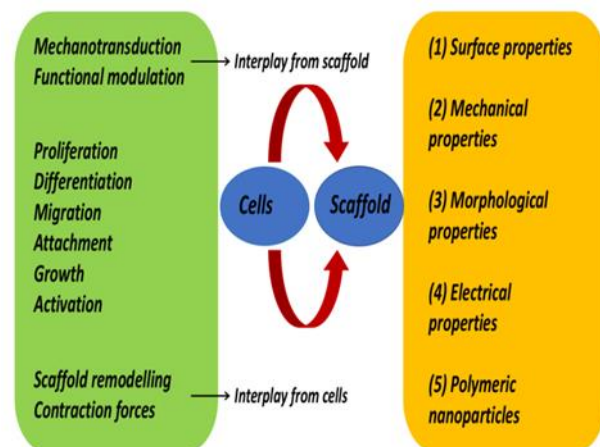 Mechanotransduction
Functional modulation
Interplay from scaffold
Proliferation
Differentiation
Migration
Attachment
Growth
Activation
Scaffold remodelling
Contraction forces
Interplay from cells
Cells
Scaffold
(1) Surface properties
(2) Mechanical
properties
(3) Morphological
properties
(4) Electrical
properties
(5) Polymeric
nanoparticles